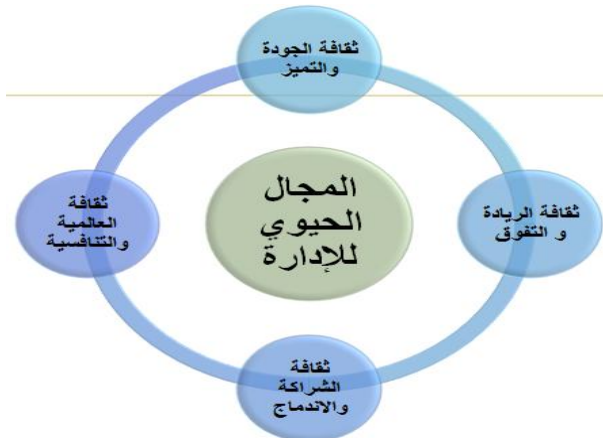 ثقافة الجودة
والتميز
المجال
الحيوي
للإدارة
ثقافة الريادة
و التفوق
ثقافة
العالمية
والتنافسية
ثقافة
الشراكة
والاندماج